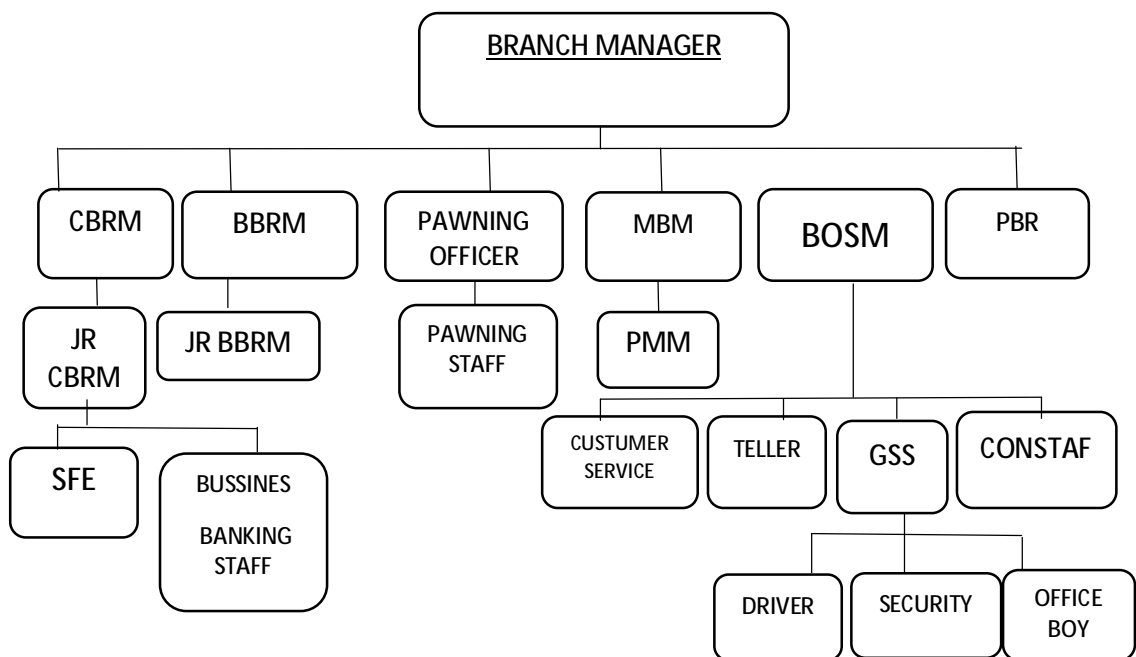 BRANCH MANAGER
CBRM
BBRM
PAWNING
OFFICER
MBM
BOSM
PBR
JR
CBRM
JR BBRM
PAWNING
STAFF
PMM
SFE
BUSSINES
BANKING
STAFF
CUSTUMER
SERVICE
TELLER
GSS
CONSTAF
DRIVER
SECURITY
OFFICE
BOY